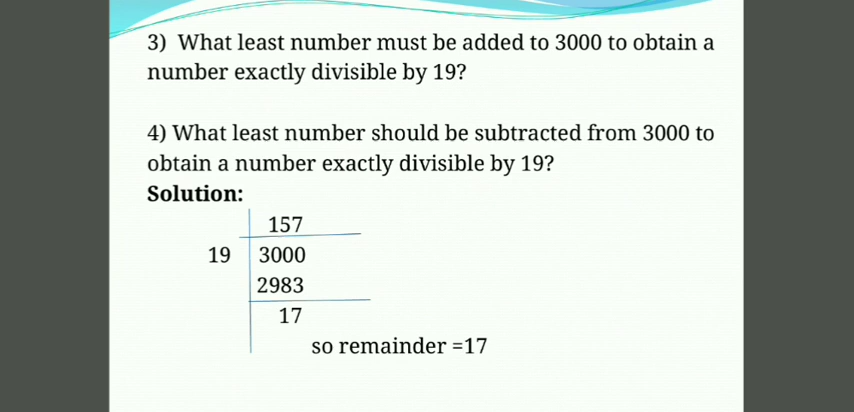 3) What least number must be added to 3000 to obtain a
number exactly divisible by 19?
4) What least number should be subtracted from 3000 to
obtain a number exactly divisible by 19?
Solution:
157
19 3000
2983
17
so remainder =17